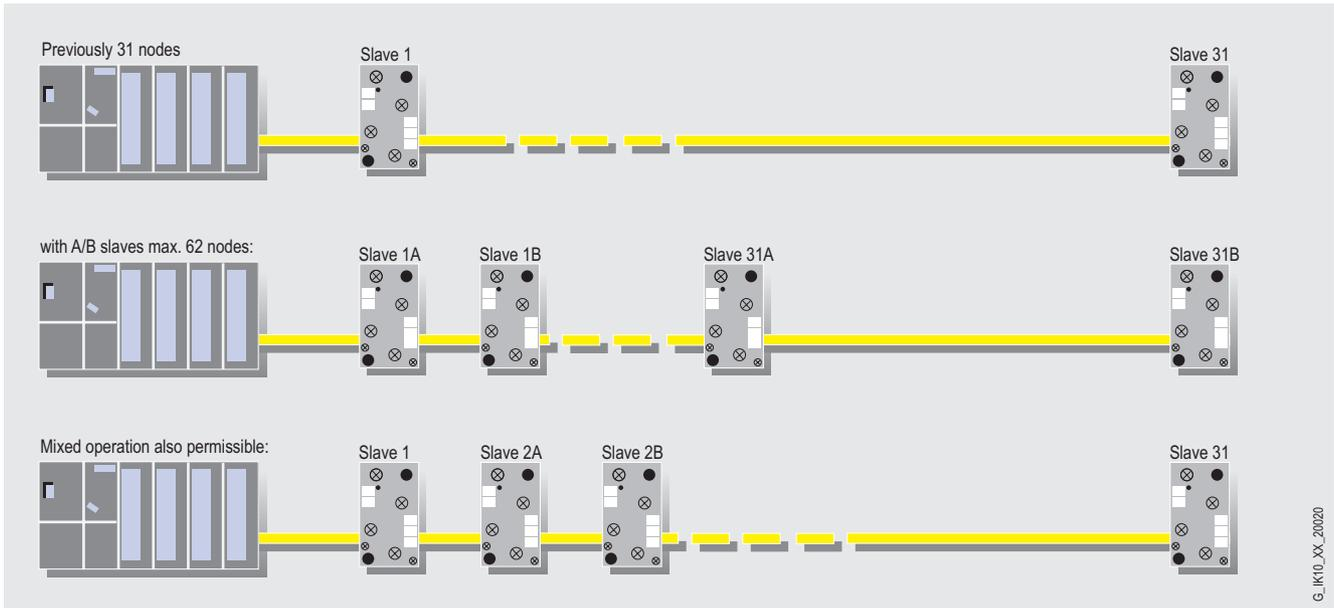 Previously 31 nodes
Slave 1
Slave 31
with A/B slaves max. 62 nodes:
Slave 1A
Slave 1B
Slave 31A
Slave 31B
Mixed operation also permissible:
Slave 1
Slave 2A
Slave 2B
Slave 31
G_IK10_XX_20020